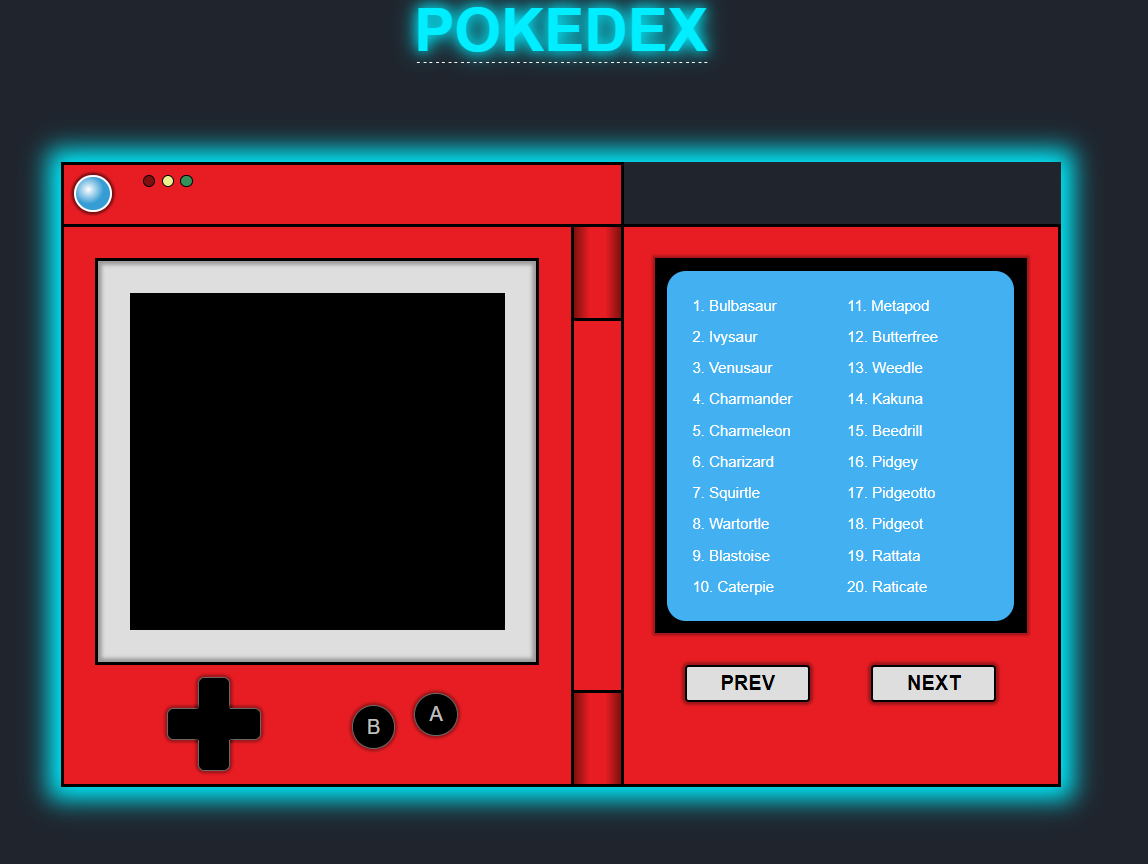 POKEDEX
1. Bulbasaur
2. Ivysaur
3. Venusaur
4. Charmander
5. Charmeleon
6. Charizard
7. Squirtle
8. Wartortle
9. Blastoise
10. Caterpie
11. Metapod
12. Butterfree
13. Weedle
14. Kakuna
15. Beedrill
16. Pidgey
17. Pidgeotto
18. Pidgeot
19. Rattata
20. Raticate
B
A
PREV
NEXT